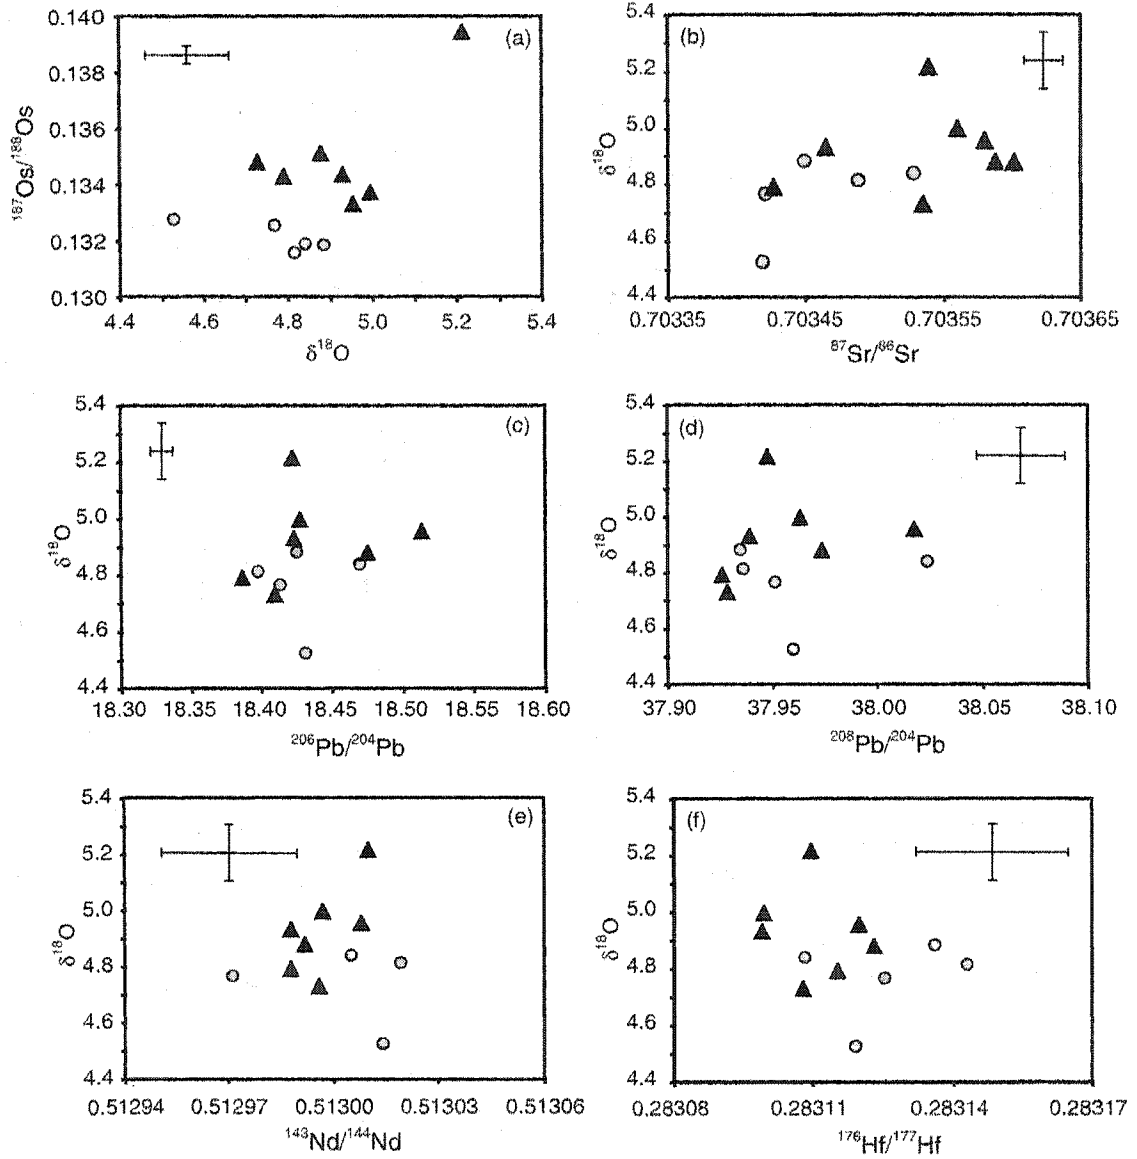 (a)
0.140
0.138
0.136
0.134
0.132
0.130
¹⁸⁷Os/¹⁸⁸Os
4.4 4.6 4.8 5.0 5.2 5.4
δ¹⁸O
(b)
5.4
5.2
5.0
4.8
4.6
4.4
δ¹⁸O
0.70335 0.70345 0.70355 0.70365
⁸⁷Sr/⁸⁶Sr
(c)
5.4
5.2
5.0
4.8
4.6
4.4
δ¹⁸O
18.30 18.35 18.40 18.45 18.50 18.55 18.60
²⁰⁶Pb/²⁰⁴Pb
(d)
5.4
5.2
5.0
4.8
4.6
4.4
δ¹⁸O
37.90 37.95 38.00 38.05 38.10
²⁰⁸Pb/²⁰⁴Pb
(e)
5.4
5.2
5.0
4.8
4.6
4.4
δ¹⁸O
0.51294 0.51297 0.51300 0.51303 0.51306
¹⁴³Nd/¹⁴⁴Nd
(f)
5.4
5.2
5.0
4.8
4.6
4.4
δ¹⁸O
0.28308 0.28311 0.28314 0.28317
¹⁷⁶Hf/¹⁷⁷Hf